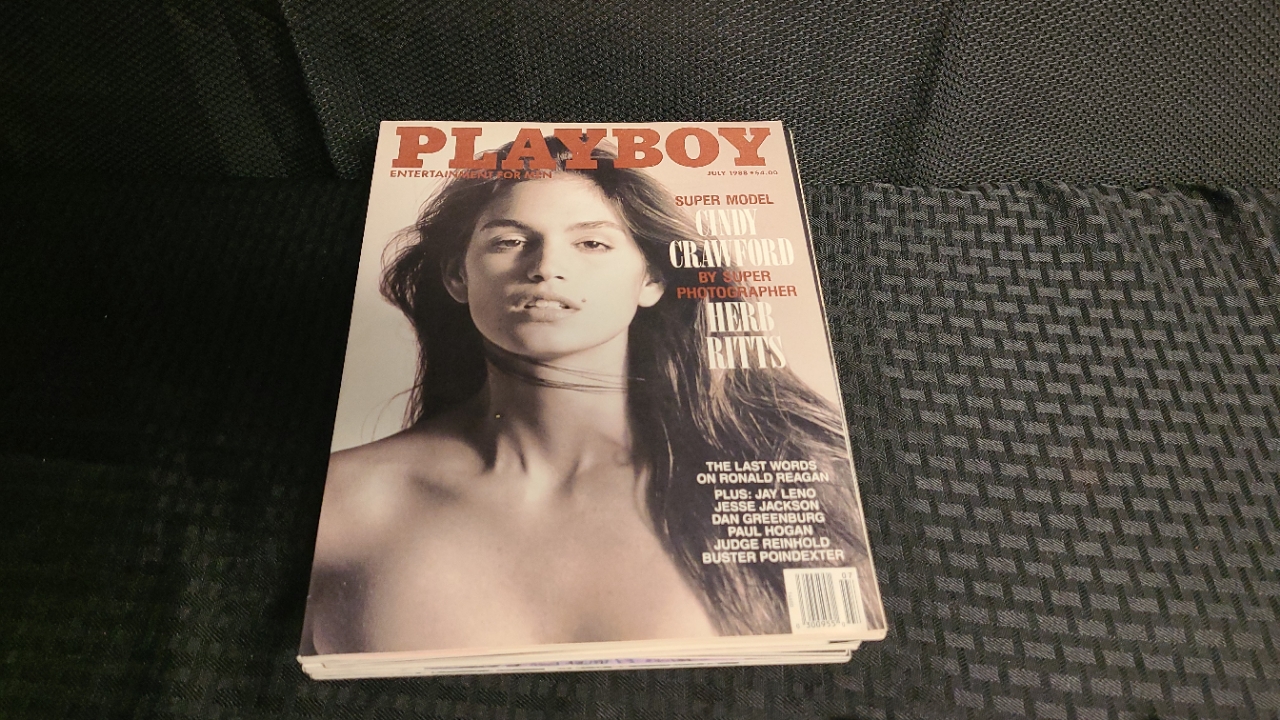 PLAYBOY
ENTERTAINMENT FOR MEN
JULY 1988 • $4.00
SUPER MODEL
CINDY
CRAWFORD
BY SUPER
PHOTOGRAPHER
HERB
RITTS
THE LAST WORDS
ON RONALD REAGAN
PLUS: JAY LENO
JESSE JACKSON
DAN GREENBURG
PAUL HOGAN
JUDGE REINHOLD
BUSTER POINDEXTER
07